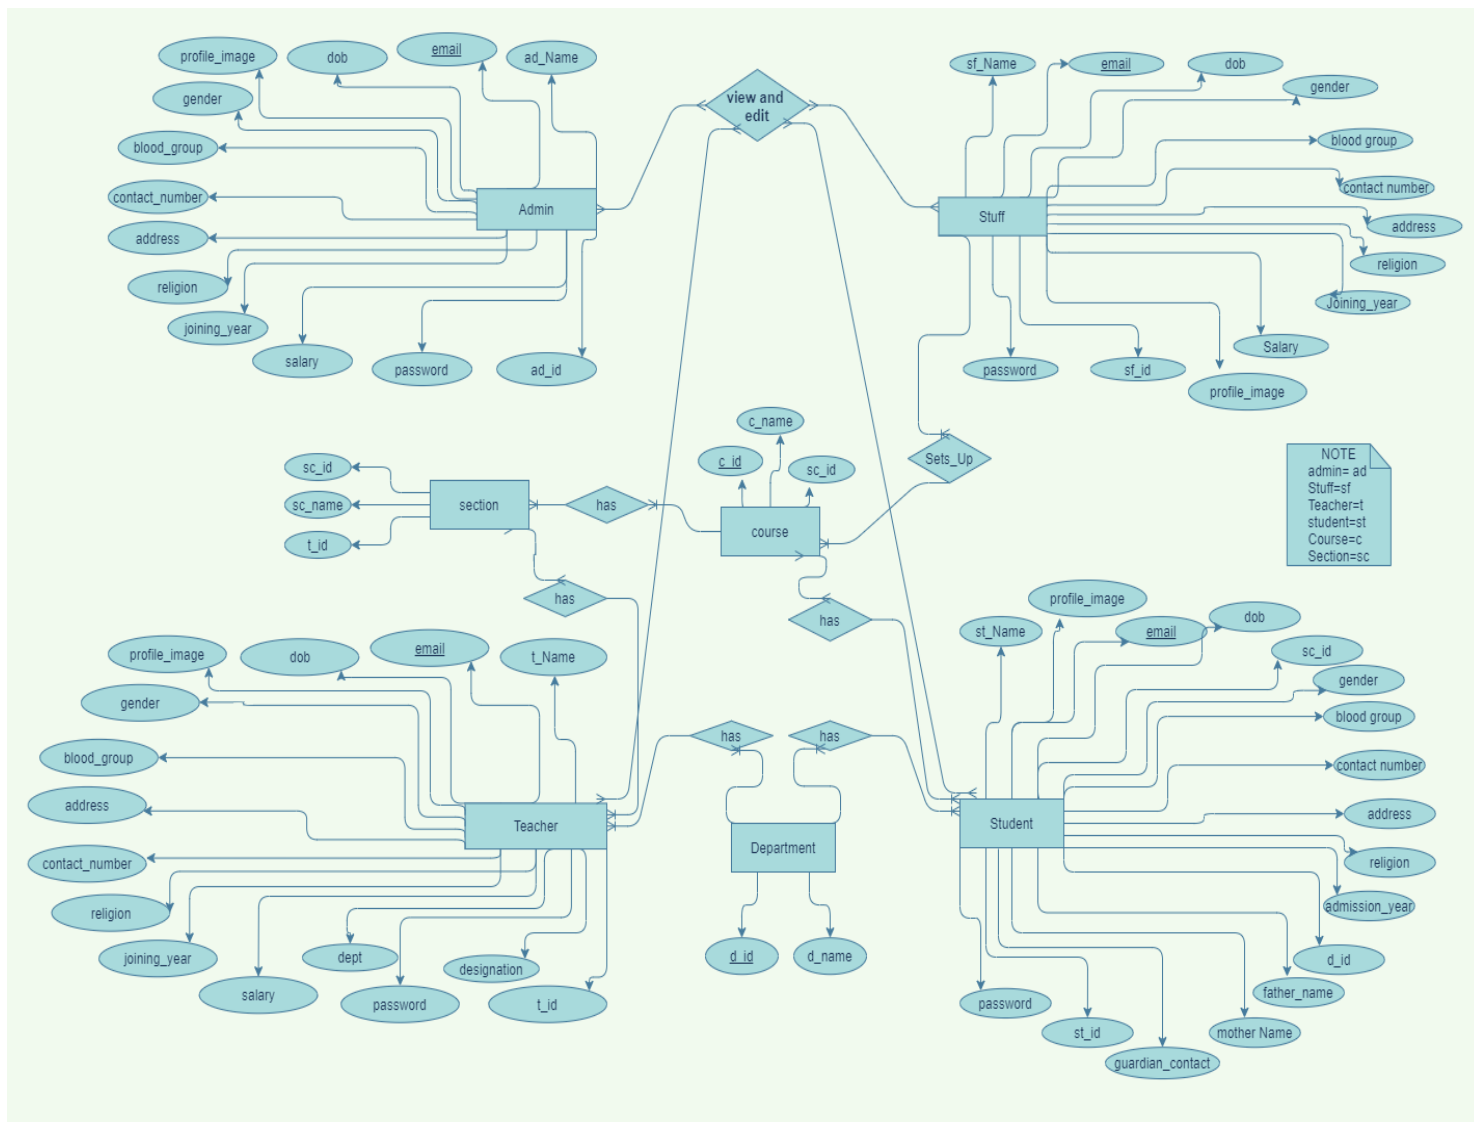 profile_image
dob
email
ad_Name
gender
blood_group
contact_number
address
religion
joining_year
salary
password
ad_id
Admin
view and
edit
sf_Name
email
dob
gender
blood group
contact number
address
religion
Joining_year
Salary
profile_image
sf_id
password
Stuff
Sets_Up
c_name
c_id
sc_id
course
has
section
sc_id
sc_name
t_id
has
has
NOTE
admin= ad
Stuff=sf
Teacher=t
student=st
Course=c
Section=sc
profile_image
dob
email
t_Name
gender
blood_group
address
contact_number
religion
joining_year
salary
dept
password
designation
t_id
Teacher
has
has
Department
d_id
d_name
st_Name
profile_image
email
dob
sc_id
gender
blood group
contact number
address
religion
admission_year
d_id
father_name
mother Name
guardian_contact
st_id
password
Student